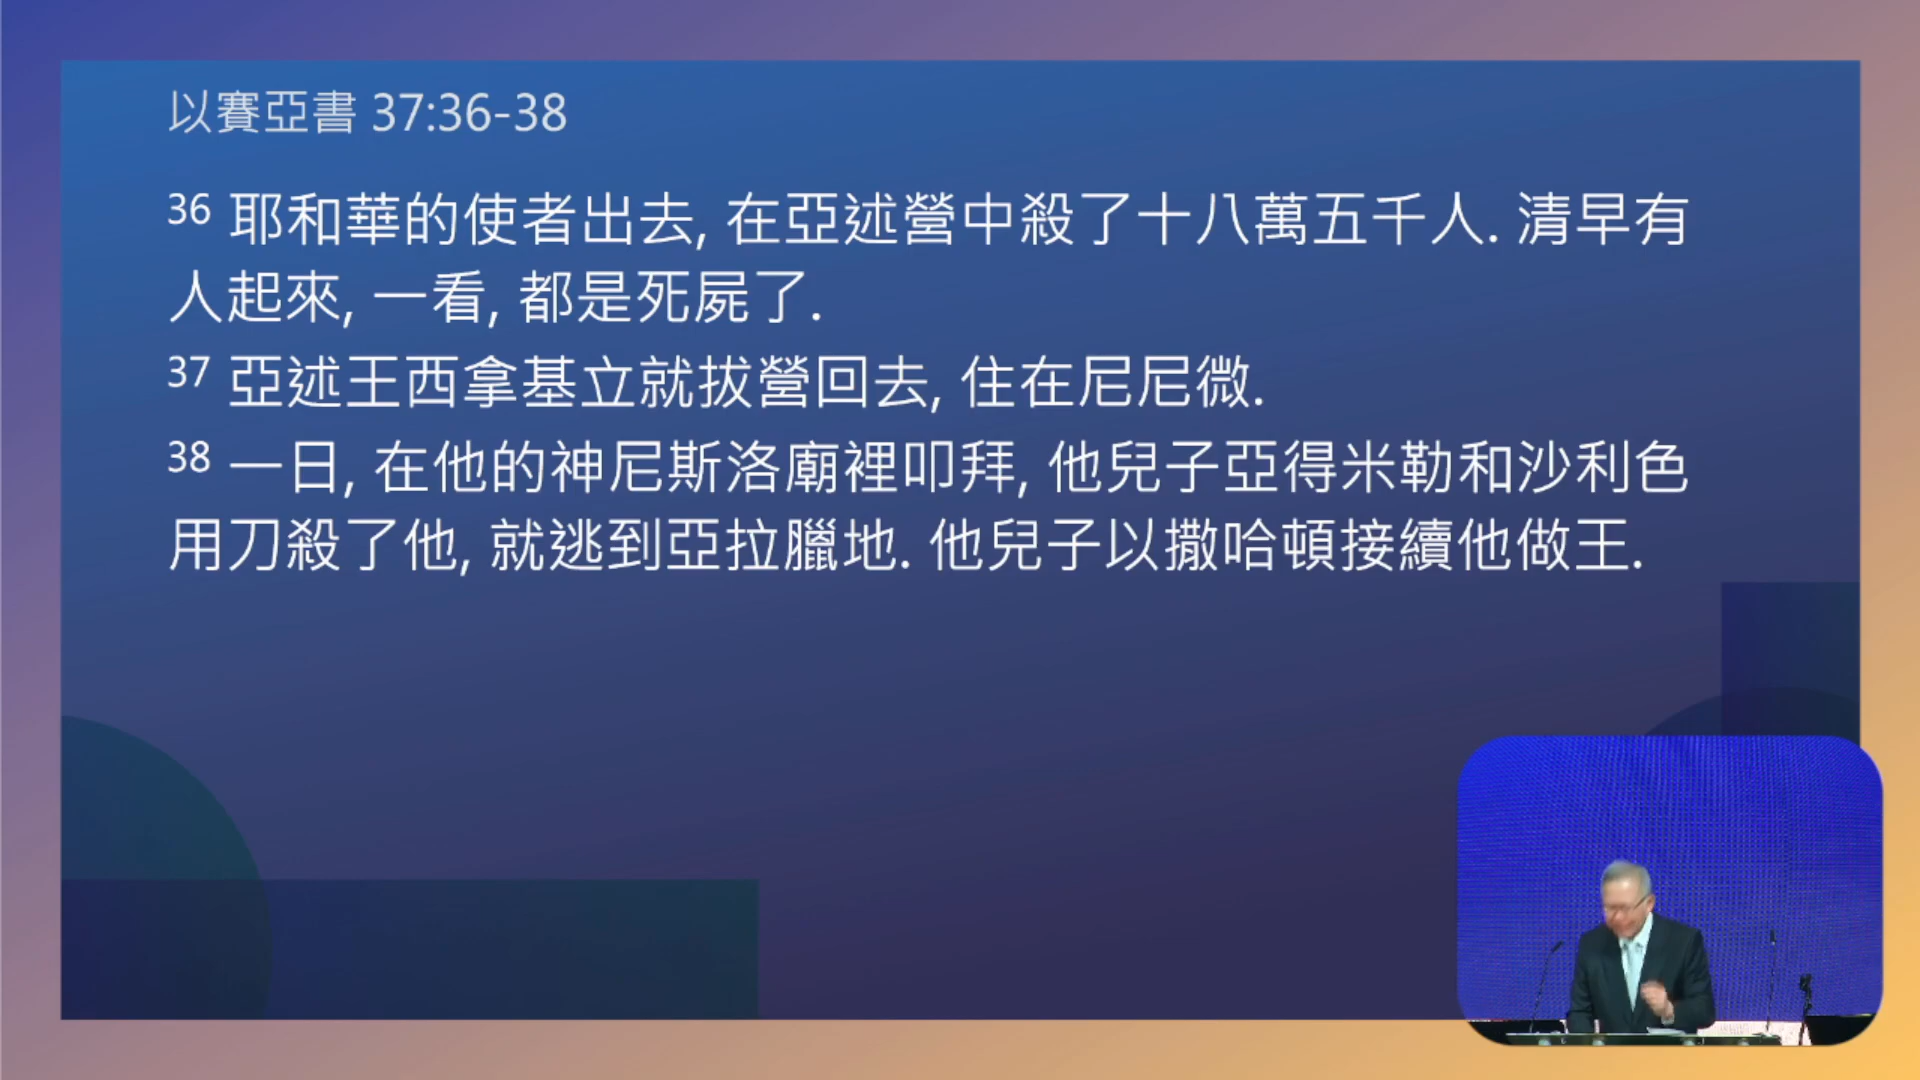 以賽亞書 37:36-38
36 耶和華的使者出去, 在亞述營中殺了十八萬五千人. 清早有
人起來, 一看, 都是死屍了.
37 亞述王西拿基立就拔營回去, 住在尼尼微.
38 一日, 在他的神尼斯洛廟裡叩拜, 他兒子亞得米勒和沙利色
用刀殺了他, 就逃到亞拉臘地. 他兒子以撒哈頓接續他做王.